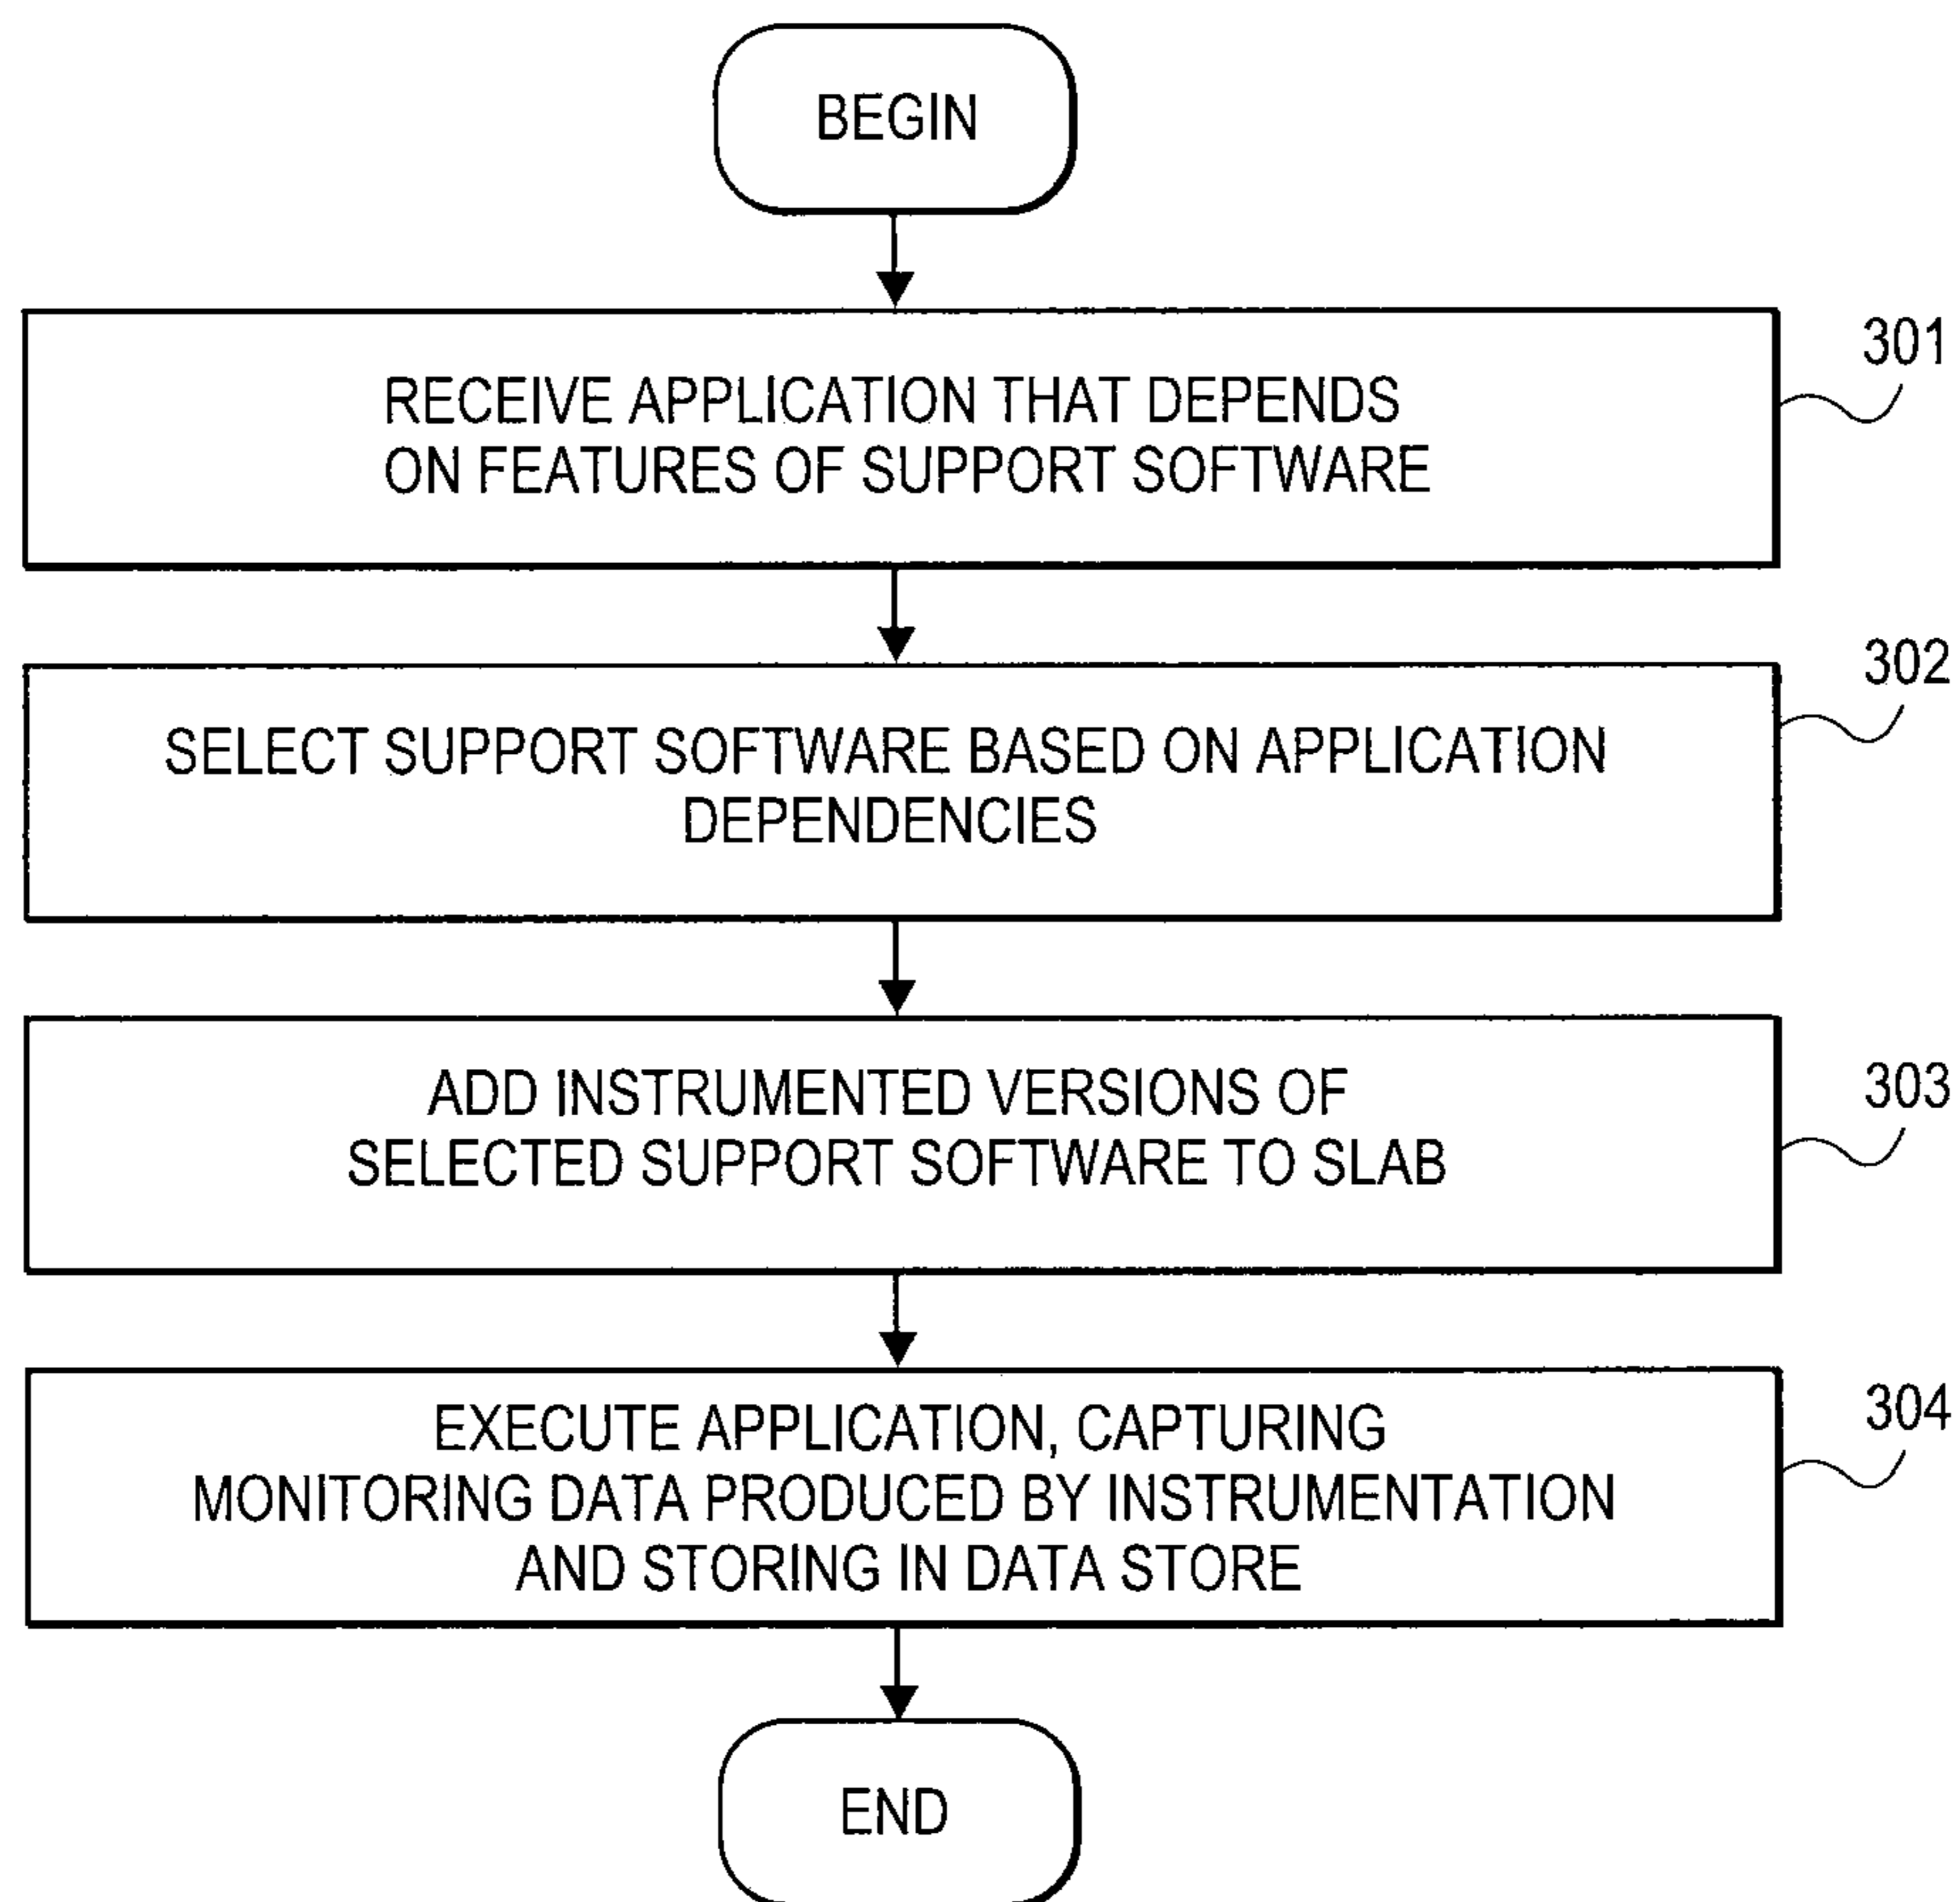 BEGIN
301
RECEIVE APPLICATION THAT DEPENDS
ON FEATURES OF SUPPORT SOFTWARE
302
SELECT SUPPORT SOFTWARE BASED ON APPLICATION
DEPENDENCIES
303
ADD INSTRUMENTED VERSIONS OF
SELECTED SUPPORT SOFTWARE TO SLAB
304
EXECUTE APPLICATION, CAPTURING
MONITORING DATA PRODUCED BY INSTRUMENTATION
AND STORING IN DATA STORE
END